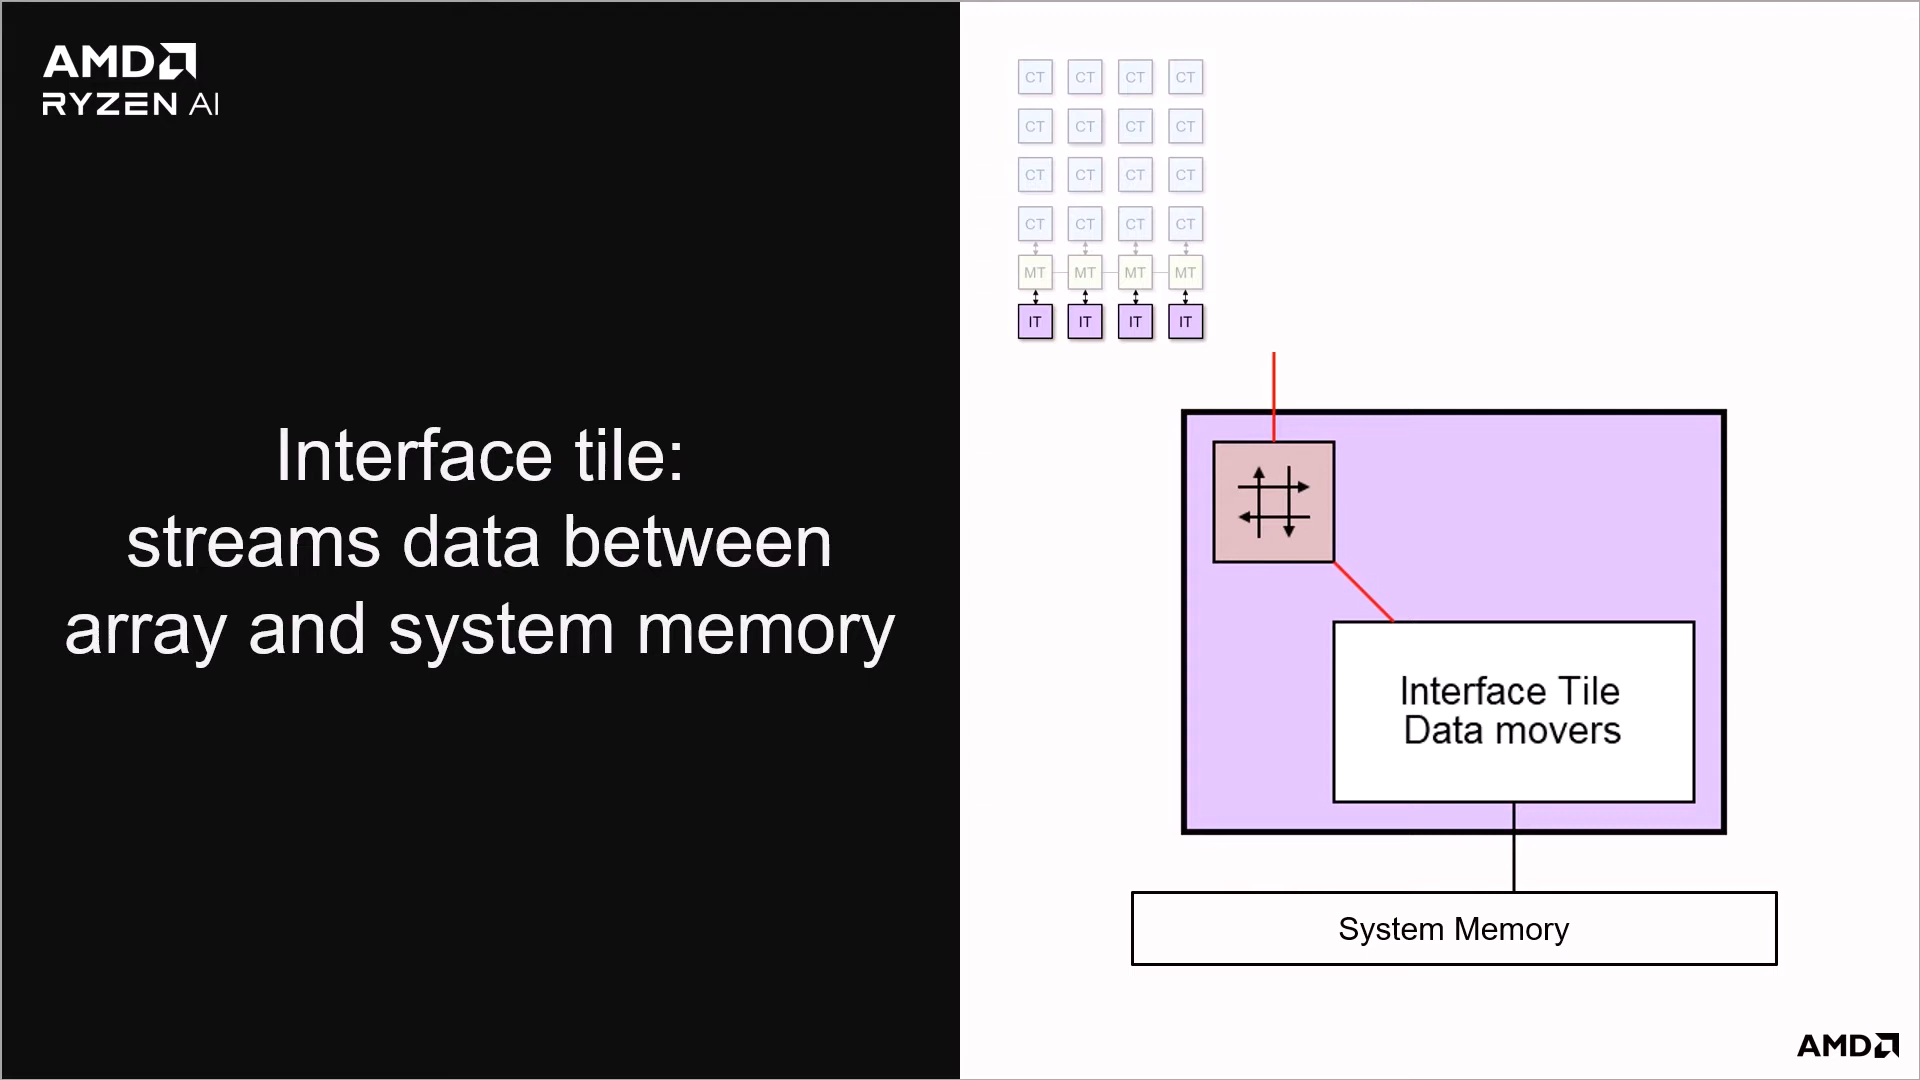 AMD
RYZEN AI
Interface tile:
streams data between
array and system memory
CT CT CT CT
CT CT CT CT
CT CT CT CT
CT CT CT CT
MT MT MT MT
IT IT IT IT
Interface Tile
Data movers
System Memory
AMD